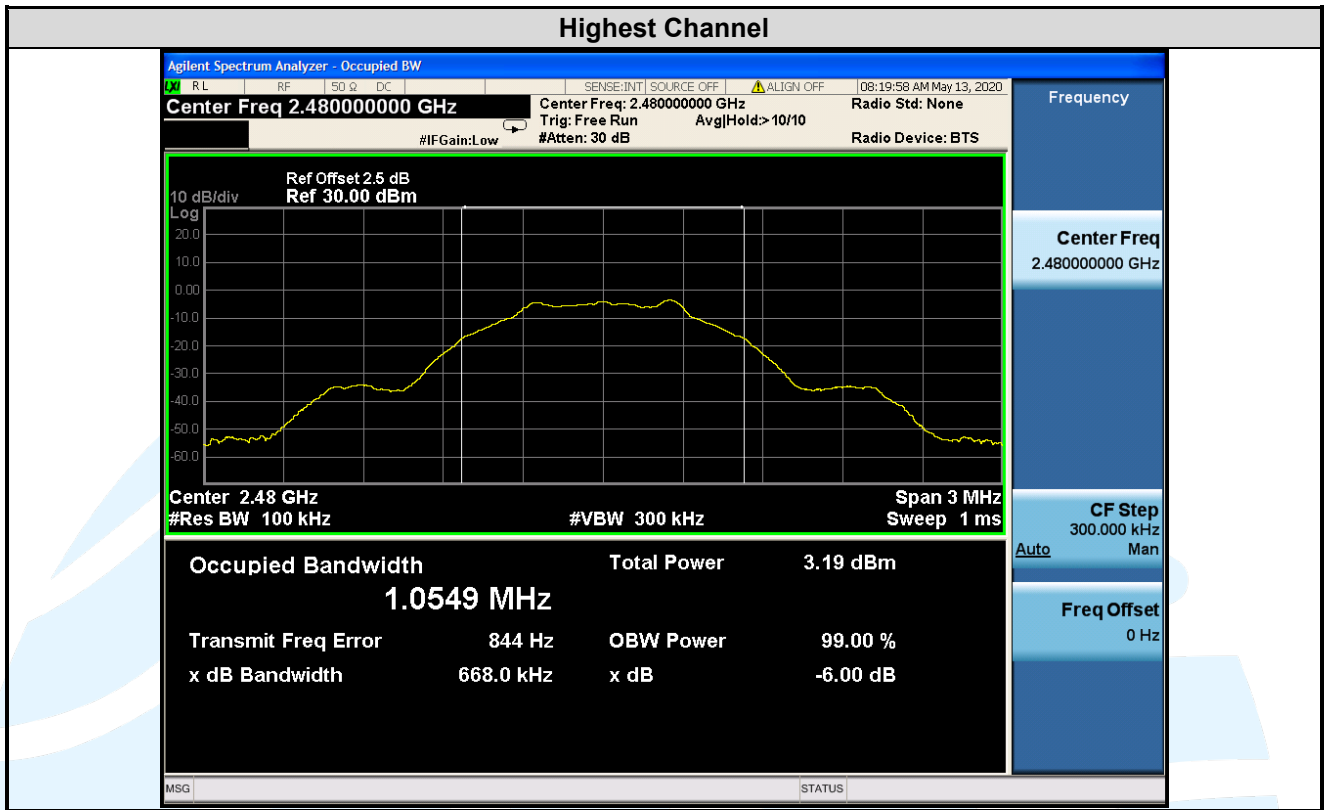 Highest Channel
Agilent Spectrum Analyzer - Occupied BW
LXI RL RF 50 Ω DC SENSE:INT SOURCE OFF ALIGN OFF 08:19:58 AM May 13, 2020
Center Freq 2.480000000 GHz
Center Freq: 2.480000000 GHz
Radio Std: None
Trig: Free Run
Avg|Hold:>10/10
#IFGain:Low
#Atten: 30 dB
Radio Device: BTS
Frequency
Ref Offset 2.5 dB
10 dB/div
Ref 30.00 dBm
Log
20.0
10.0
0.00
-10.0
-20.0
-30.0
-40.0
-50.0
-60.0
Center 2.48 GHz
Span 3 MHz
#Res BW 100 kHz
#VBW 300 kHz
Sweep 1 ms
Center Freq
2.480000000 GHz
CF Step
300.000 kHz
Auto Man
Freq Offset
0 Hz
Occupied Bandwidth
Total Power 3.19 dBm
1.0549 MHz
Transmit Freq Error 844 Hz
OBW Power 99.00 %
x dB Bandwidth 668.0 kHz
x dB -6.00 dB
MSG
STATUS